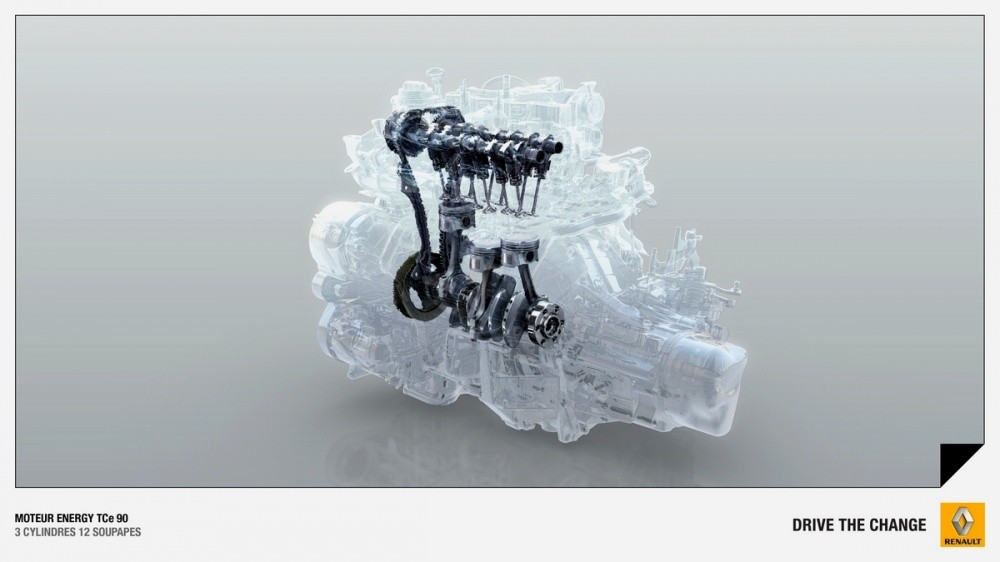 MOTEUR ENERGY TCe 90
3 CYLINDRES 12 SOUPAPES
DRIVE THE CHANGE
RENAULT